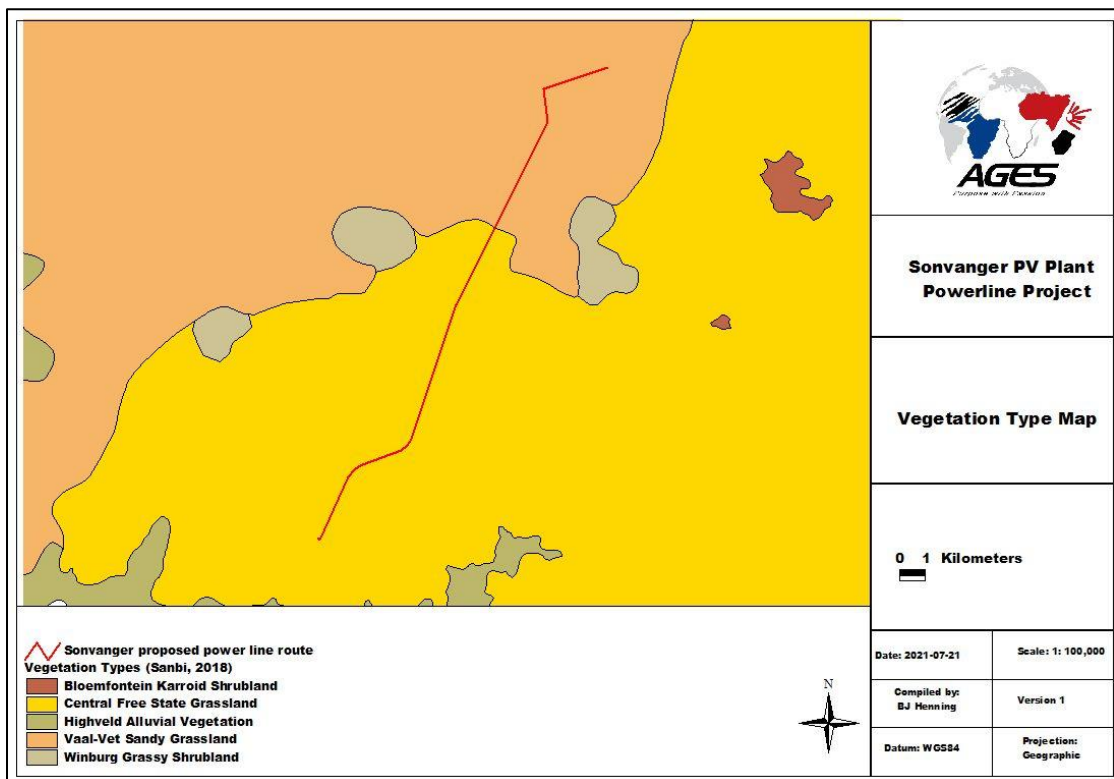 AGES
Purpose with Passion
Sonvanger PV Plant
Powerline Project
Vegetation Type Map
0 1 Kilometers
Sonvanger proposed power line route
Vegetation Types (Sanbi, 2018)
Bloemfontein Karroid Shrubland
Central Free State Grassland
Highveld Alluvial Vegetation
Vaal-Vet Sandy Grassland
Winburg Grassy Shrubland
N
Date: 2021-07-21
Scale: 1: 100,000
Compiled by:
BJ Henning
Version 1
Datum: WGS84
Projection:
Geographic